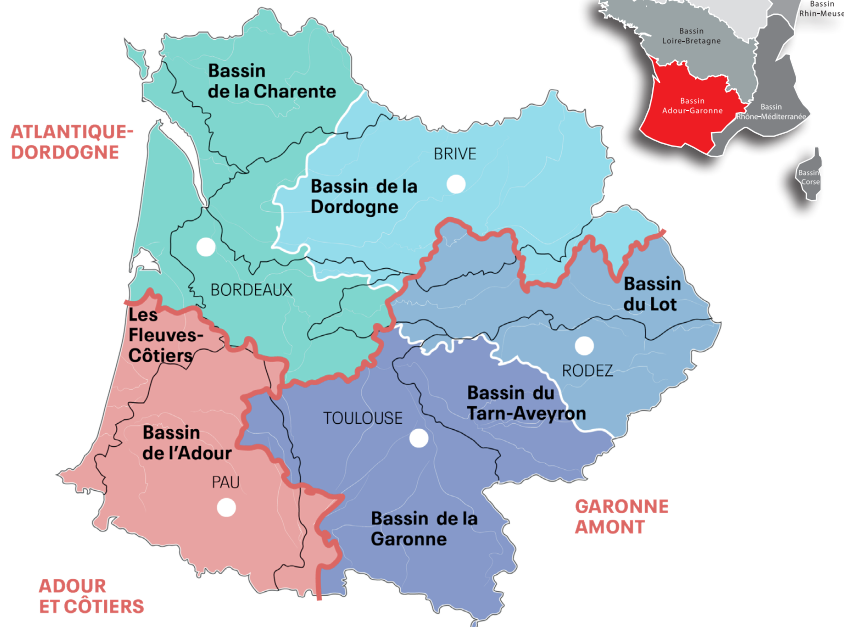 Bassin
Rhin-Meuse
Bassin
Loire-Bretagne
Bassin
Adour-Garonne
Bassin
Rhône-Méditerranée
Bassin
Corse
Bassin
de la Charente
ATLANTIQUE-
DORDOGNE
BRIVE
Bassin de la
Dordogne
BORDEAUX
Bassin
du Lot
Les
Fleuves-
Côtiers
RODEZ
Bassin du
Tarn-Aveyron
TOULOUSE
Bassin
de l'Adour
PAU
Bassin de la
Garonne
GARONNE
AMONT
ADOUR
ET CÔTIERS